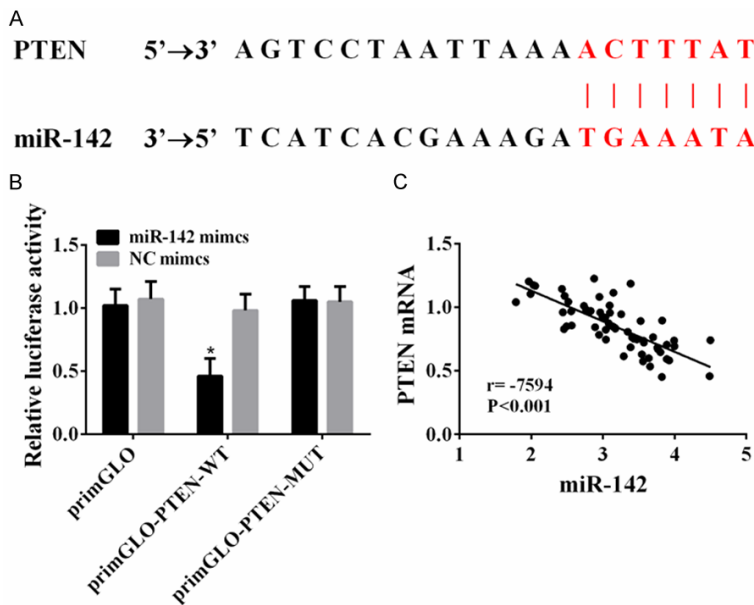 A
PTEN 5'→3' A G T C C T A A T T A A A A C T T T A T
miR-142 3'→5' T C A T C A C G A A A G A T G A A A T A
B
miR-142 mimcs
NC mimcs
Relative luciferase activity
1.5
1.0
0.5
0.0
*
primGLO
primGLO-PTEN-WT
primGLO-PTEN-MUT
C
PTEN mRNA
1.5
1.0
0.5
0.0
r= -7594
P<0.001
1 2 3 4 5
miR-142